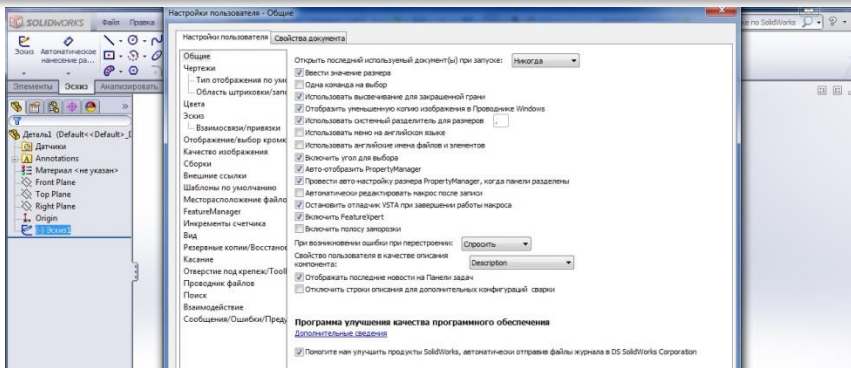 Настройки пользователя - Общие
SOLIDWORKS
Файл
Правка
Эскиз
Автоматическое
нанесение ра...
Элементы
Эскиз
Анализировать
Деталь1 (Default<<Default>_
Датчики
Annotations
Материал <не указан>
Front Plane
Top Plane
Right Plane
Origin
(-) Эскиз1
Настройки пользователя
Свойства документа
Общие
Чертежи
Тип отображения по умо
Область штриховки/запо
Цвета
Эскиз
Взаимосвязи/привязки
Отображение/выбор кромк
Качество изображения
Сборки
Внешние ссылки
Шаблоны по умолчанию
Месторасположение файло
FeatureManager
Инкременты счетчика
Вид
Резервные копии/Восстанов
Касание
Отверстие под крепеж/Tooll
Проводник файлов
Поиск
Взаимодействие
Сообщения/Ошибки/Преду
Открыть последний используемый документ(ы) при запуске: Никогда
Ввести значение размера
Одна команда на выбор
Использовать высвечивание для закрашенной грани
Отобразить уменьшенную копию изображения в Проводнике Windows
Использовать системный разделитель для размеров ,
Использовать меню на английском языке
Использовать английские имена файлов и элементов
Включить угол для выбора
Авто-отобразить PropertyManager
Провести авто-настройку размера PropertyManager, когда панели разделены
Автоматически редактировать макрос после записи
Остановить отладчик VSTA при завершении работы макроса
Включить FeatureXpert
Включить полосу заморозки
При возникновении ошибки при перестроении: Спросить
Свойство пользователя в качестве описания
компонента: Description
Отображать последние новости на Панели задач
Отключить строки описания для дополнительных конфигураций сварки
Программа улучшения качества программного обеспечения
Дополнительные сведения
Помогите нам улучшить продукты SolidWorks, автоматически отправив файлы журнала в DS SolidWorks Corporation
ке по SolidWorks